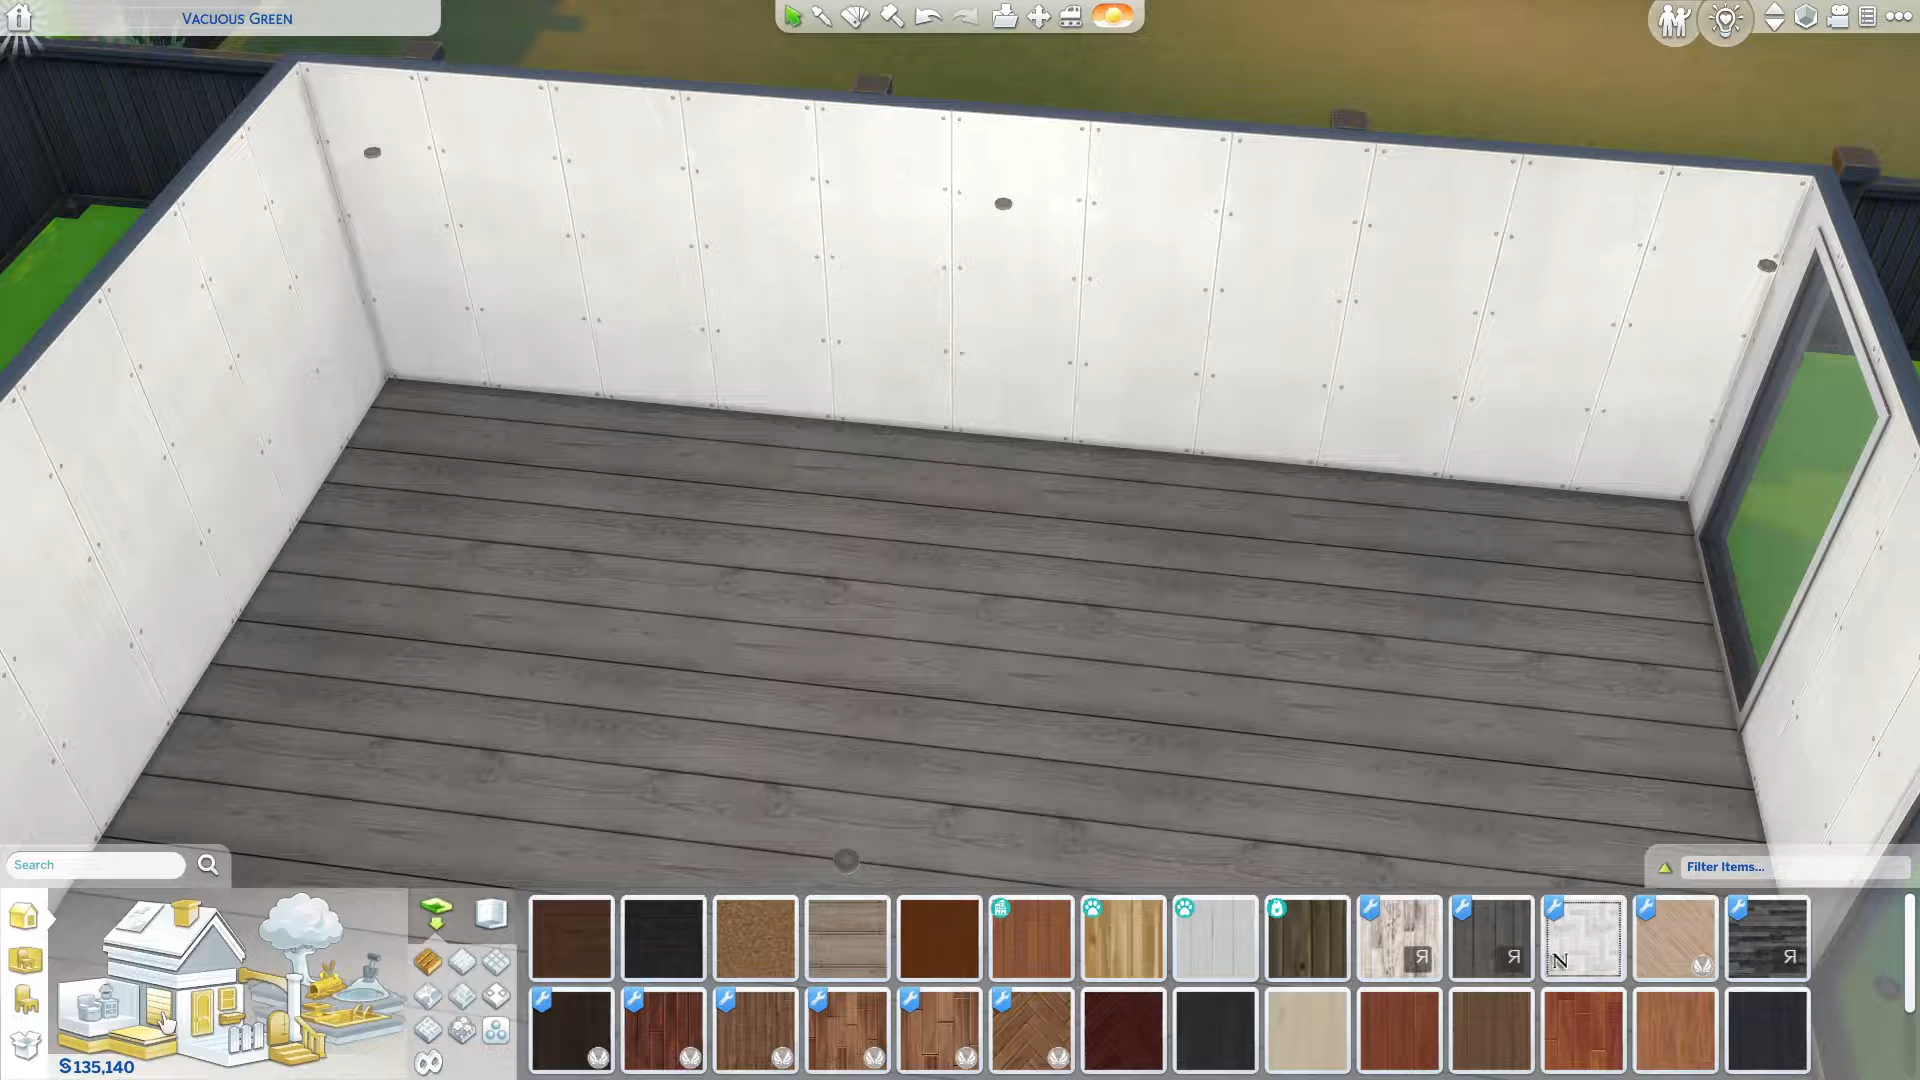 Vacuous Green
Search
Filter Items...
Я
Я
N
Я
§135,140